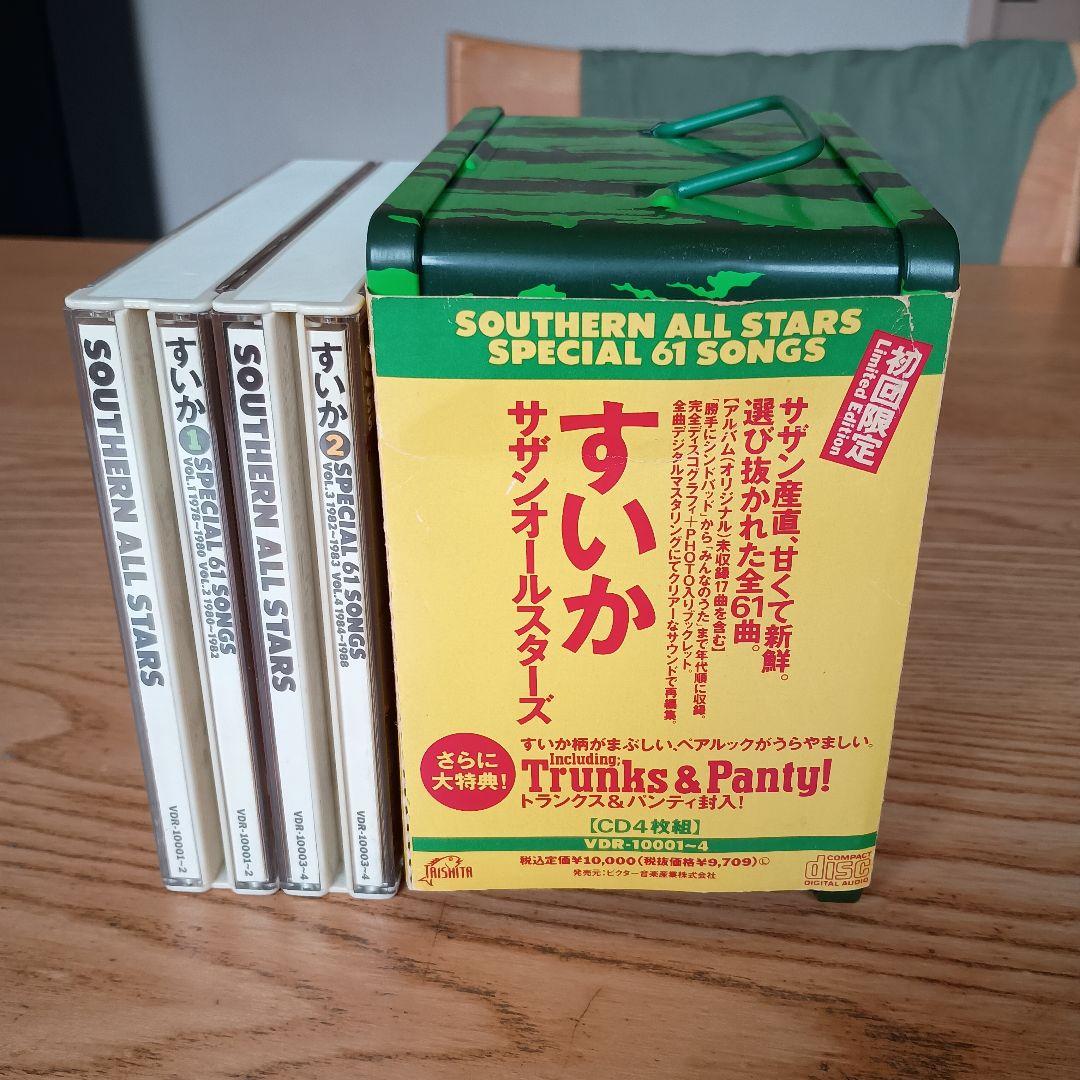 SOUTHERN ALL STARS
すいか1 SPECIAL 61 SONGS
VOL.1 1978~1980 VOL.2 1980~1982
VDR-10001~2
VDR-10001~2
SOUTHERN ALL STARS
すいか2 SPECIAL 61 SONGS
VOL.3 1982~1983 VOL.4 1984~1988
VDR-10003~4
VDR-10003~4
SOUTHERN ALL STARS
SPECIAL 61 SONGS
初回限定
Limited Edition
サザン産直、甘くて新鮮。
選び抜かれた全61曲。
【アルバム(オリジナル)未収録17曲を含む】
「勝手にシンドバッド」から「みんなのうた」まで年代順に収録。
完全ディスコグラフィ+PHOTO入りブックレット。
全曲デジタルマスタリングにてクリアーなサウンドで再編集。
すいか
サザンオールスターズ
さらに
大特典!
すいか柄がまぶしい、ペアルックがうらやましい。
Including;
Trunks & Panty!
トランクス&パンティ封入!
【CD4枚組】
VDR-10001~4
税込定価¥10,000(税抜価格¥9,709)Ⓛ
発売元:ビクター音楽産業株式会社
TAISHITA
COMPACT
disc
DIGITAL AUDIO